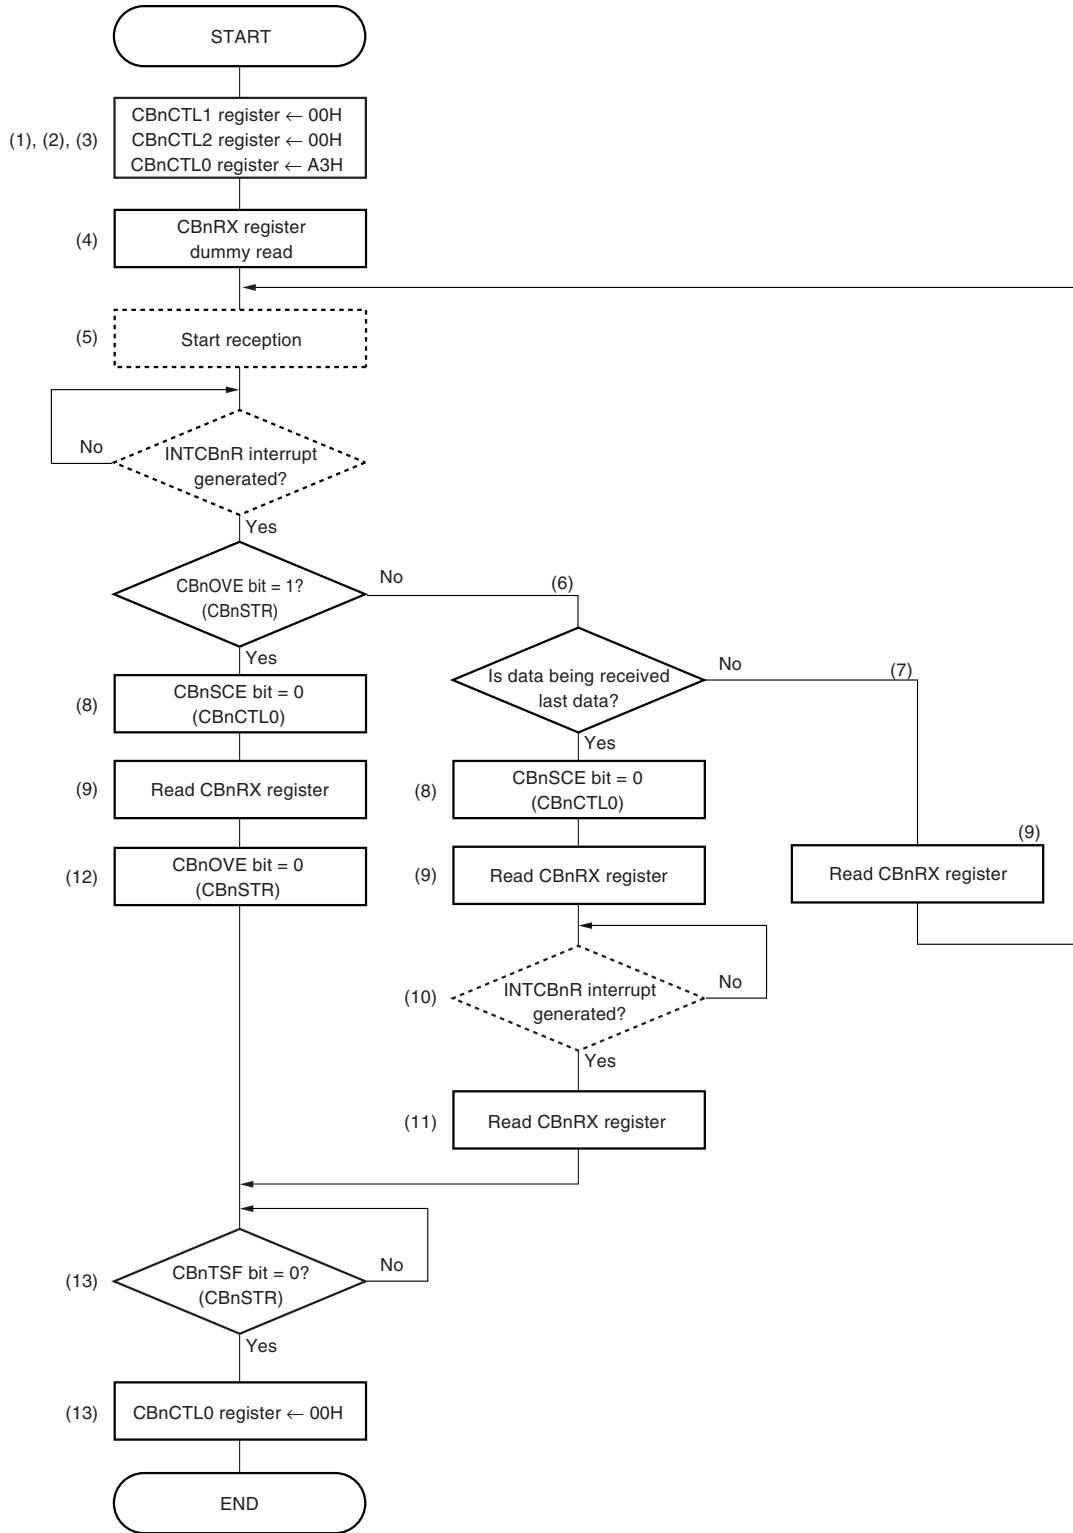 START
(1), (2), (3)
CBnCTL1 register ← 00H
CBnCTL2 register ← 00H
CBnCTL0 register ← A3H
(4)
CBnRX register
dummy read
(5)
Start reception
No
INTCBnR interrupt
generated?
Yes
CBnOVE bit = 1?
(CBnSTR)
No
(6)
Yes
Is data being received
last data?
No
(7)
Yes
(8)
CBnSCE bit = 0
(CBnCTL0)
(9)
Read CBnRX register
(12)
CBnOVE bit = 0
(CBnSTR)
(8)
CBnSCE bit = 0
(CBnCTL0)
(9)
Read CBnRX register
(9)
Read CBnRX register
(10)
INTCBnR interrupt
generated?
No
Yes
(11)
Read CBnRX register
(13)
CBnTSF bit = 0?
(CBnSTR)
No
Yes
(13)
CBnCTL0 register ← 00H
END